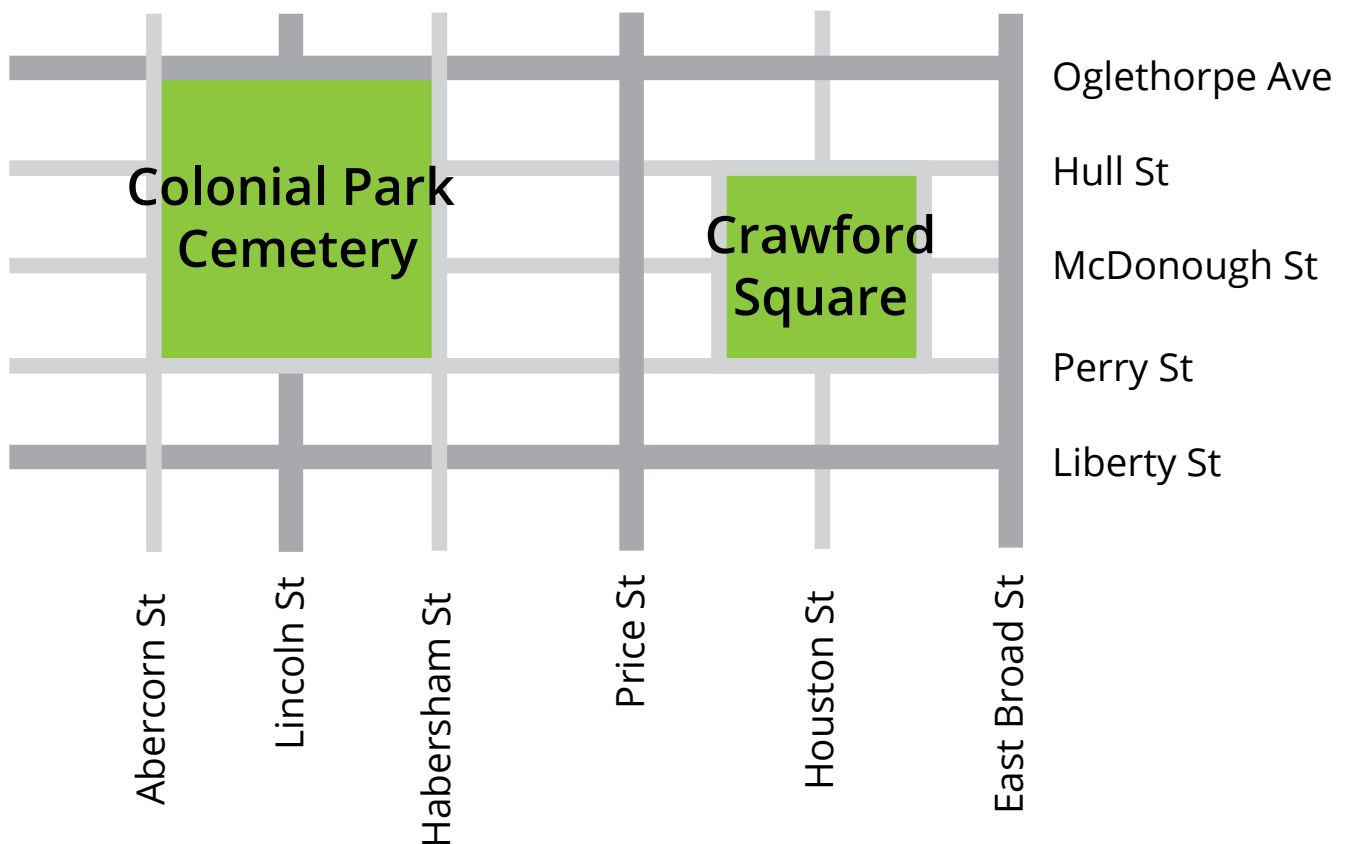 Oglethorpe Ave
Hull St
Colonial Park
Cemetery
Crawford
Square
McDonough St
Perry St
Liberty St
Abercorn St
Lincoln St
Habersham St
Price St
Houston St
East Broad St